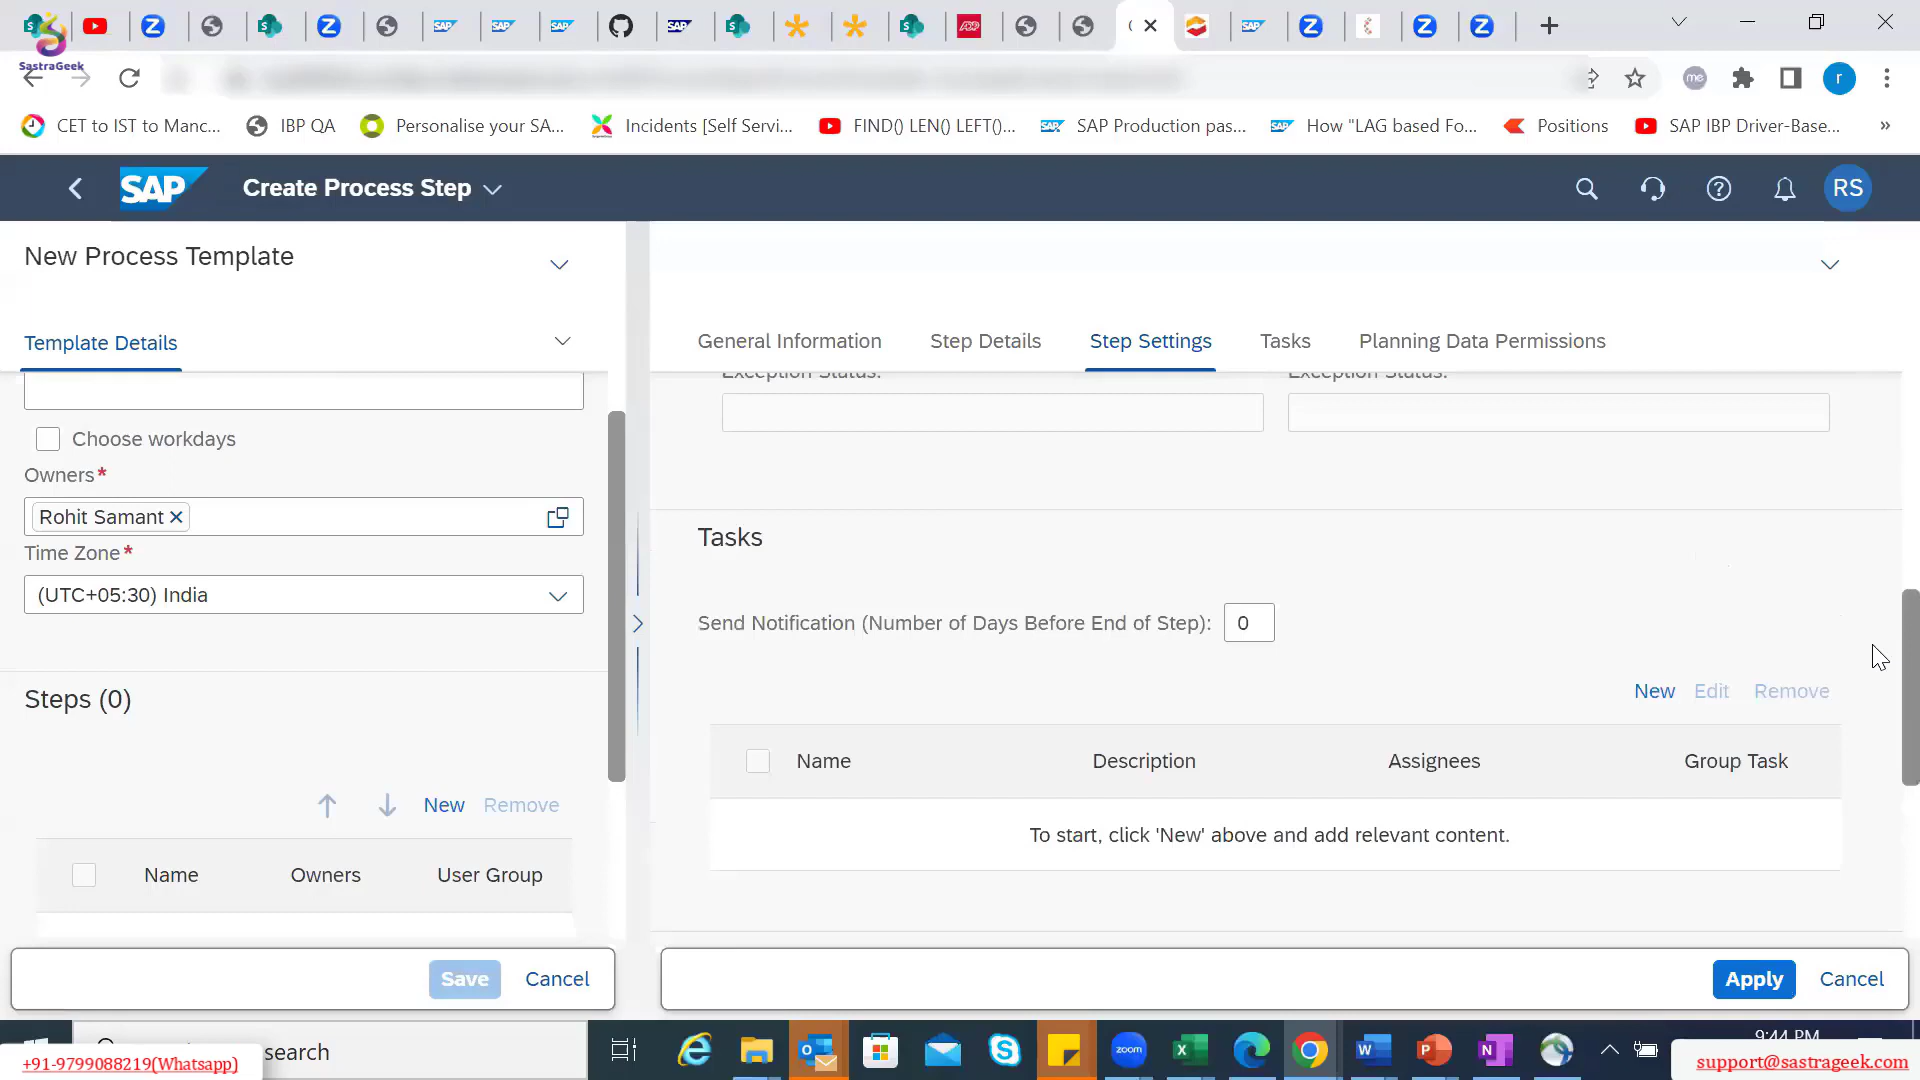 SastraGeek
CET to IST to Manc...
IBP QA
Personalise your SA...
Incidents [Self Servi...
FIND() LEN() LEFT()...
SAP Production pas...
How "LAG based Fo...
Positions
SAP IBP Driver-Base...
me
r
SAP
Create Process Step
RS
New Process Template
Template Details
Choose workdays
Owners*
Rohit Samant
Time Zone*
(UTC+05:30) India
Steps (0)
New
Remove
Name
Owners
User Group
Save
Cancel
General Information
Step Details
Step Settings
Tasks
Planning Data Permissions
Exception Status:
Exception Status:
Tasks
Send Notification (Number of Days Before End of Step):
0
New
Edit
Remove
Name
Description
Assignees
Group Task
To start, click 'New' above and add relevant content.
Apply
Cancel
search
zoom
9:44 PM
+91-9799088219(Whatsapp)
support@sastrageek.com